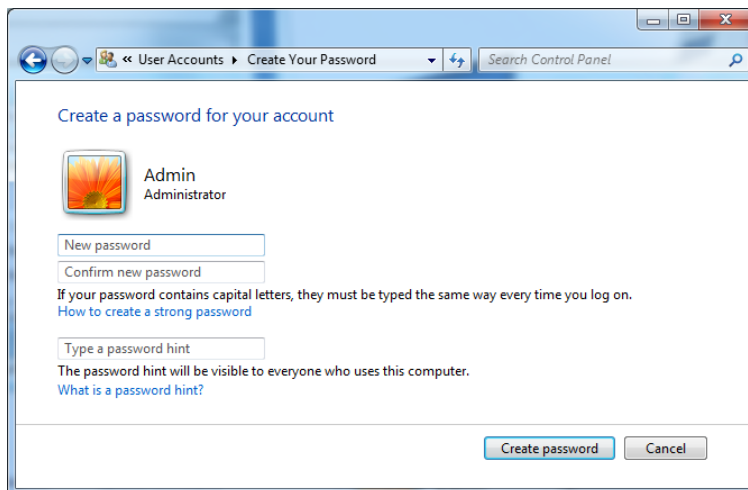 « User Accounts ▸ Create Your Password
Search Control Panel
Create a password for your account
Admin
Administrator
New password
Confirm new password
If your password contains capital letters, they must be typed the same way every time you log on.
How to create a strong password
Type a password hint
The password hint will be visible to everyone who uses this computer.
What is a password hint?
Create password
Cancel